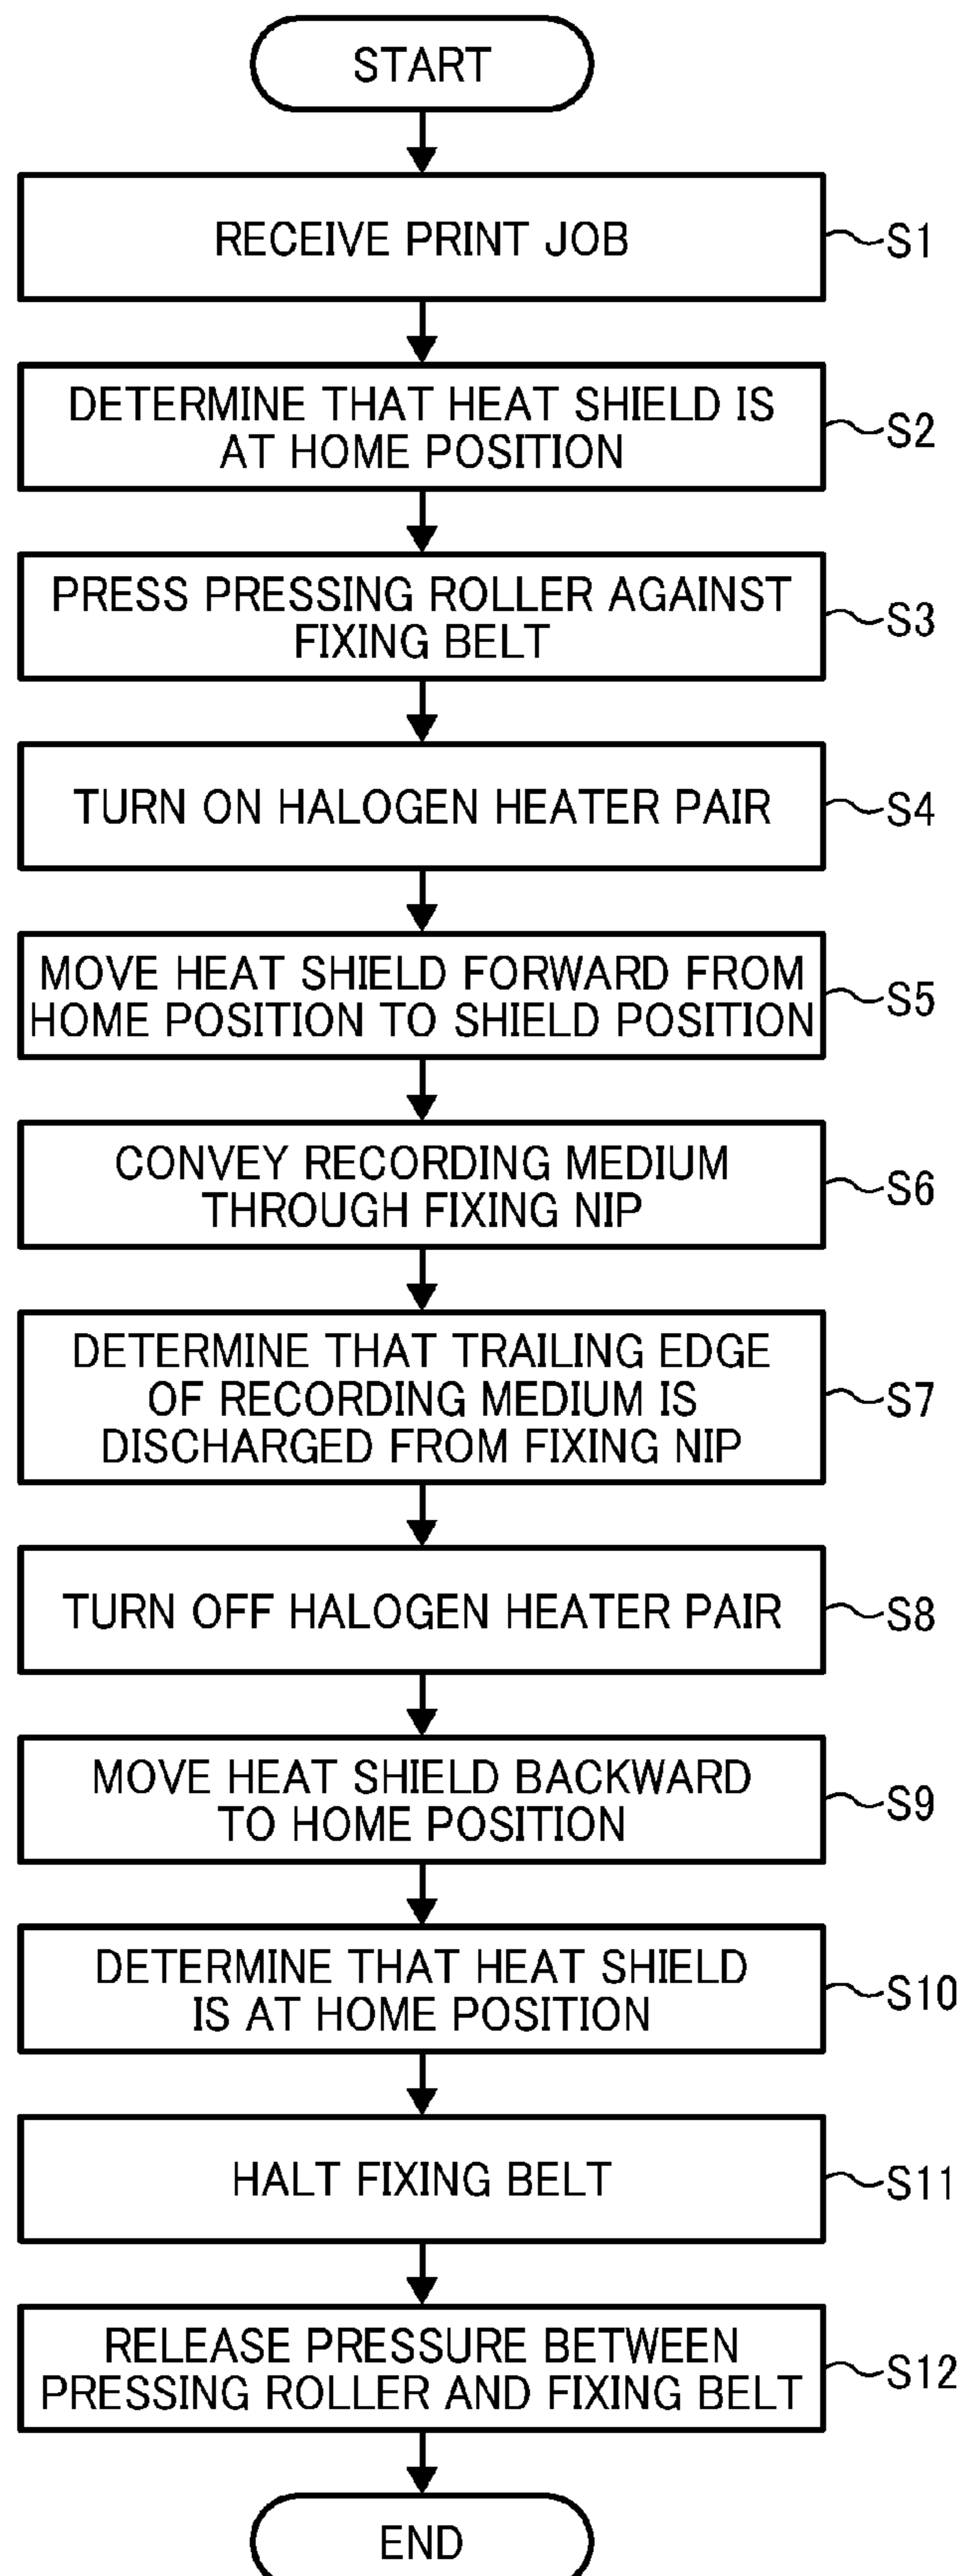 START
RECEIVE PRINT JOB
S1
DETERMINE THAT HEAT SHIELD IS
AT HOME POSITION
S2
PRESS PRESSING ROLLER AGAINST
FIXING BELT
S3
TURN ON HALOGEN HEATER PAIR
S4
MOVE HEAT SHIELD FORWARD FROM
HOME POSITION TO SHIELD POSITION
S5
CONVEY RECORDING MEDIUM
THROUGH FIXING NIP
S6
DETERMINE THAT TRAILING EDGE
OF RECORDING MEDIUM IS
DISCHARGED FROM FIXING NIP
S7
TURN OFF HALOGEN HEATER PAIR
S8
MOVE HEAT SHIELD BACKWARD
TO HOME POSITION
S9
DETERMINE THAT HEAT SHIELD
IS AT HOME POSITION
S10
HALT FIXING BELT
S11
RELEASE PRESSURE BETWEEN
PRESSING ROLLER AND FIXING BELT
S12
END